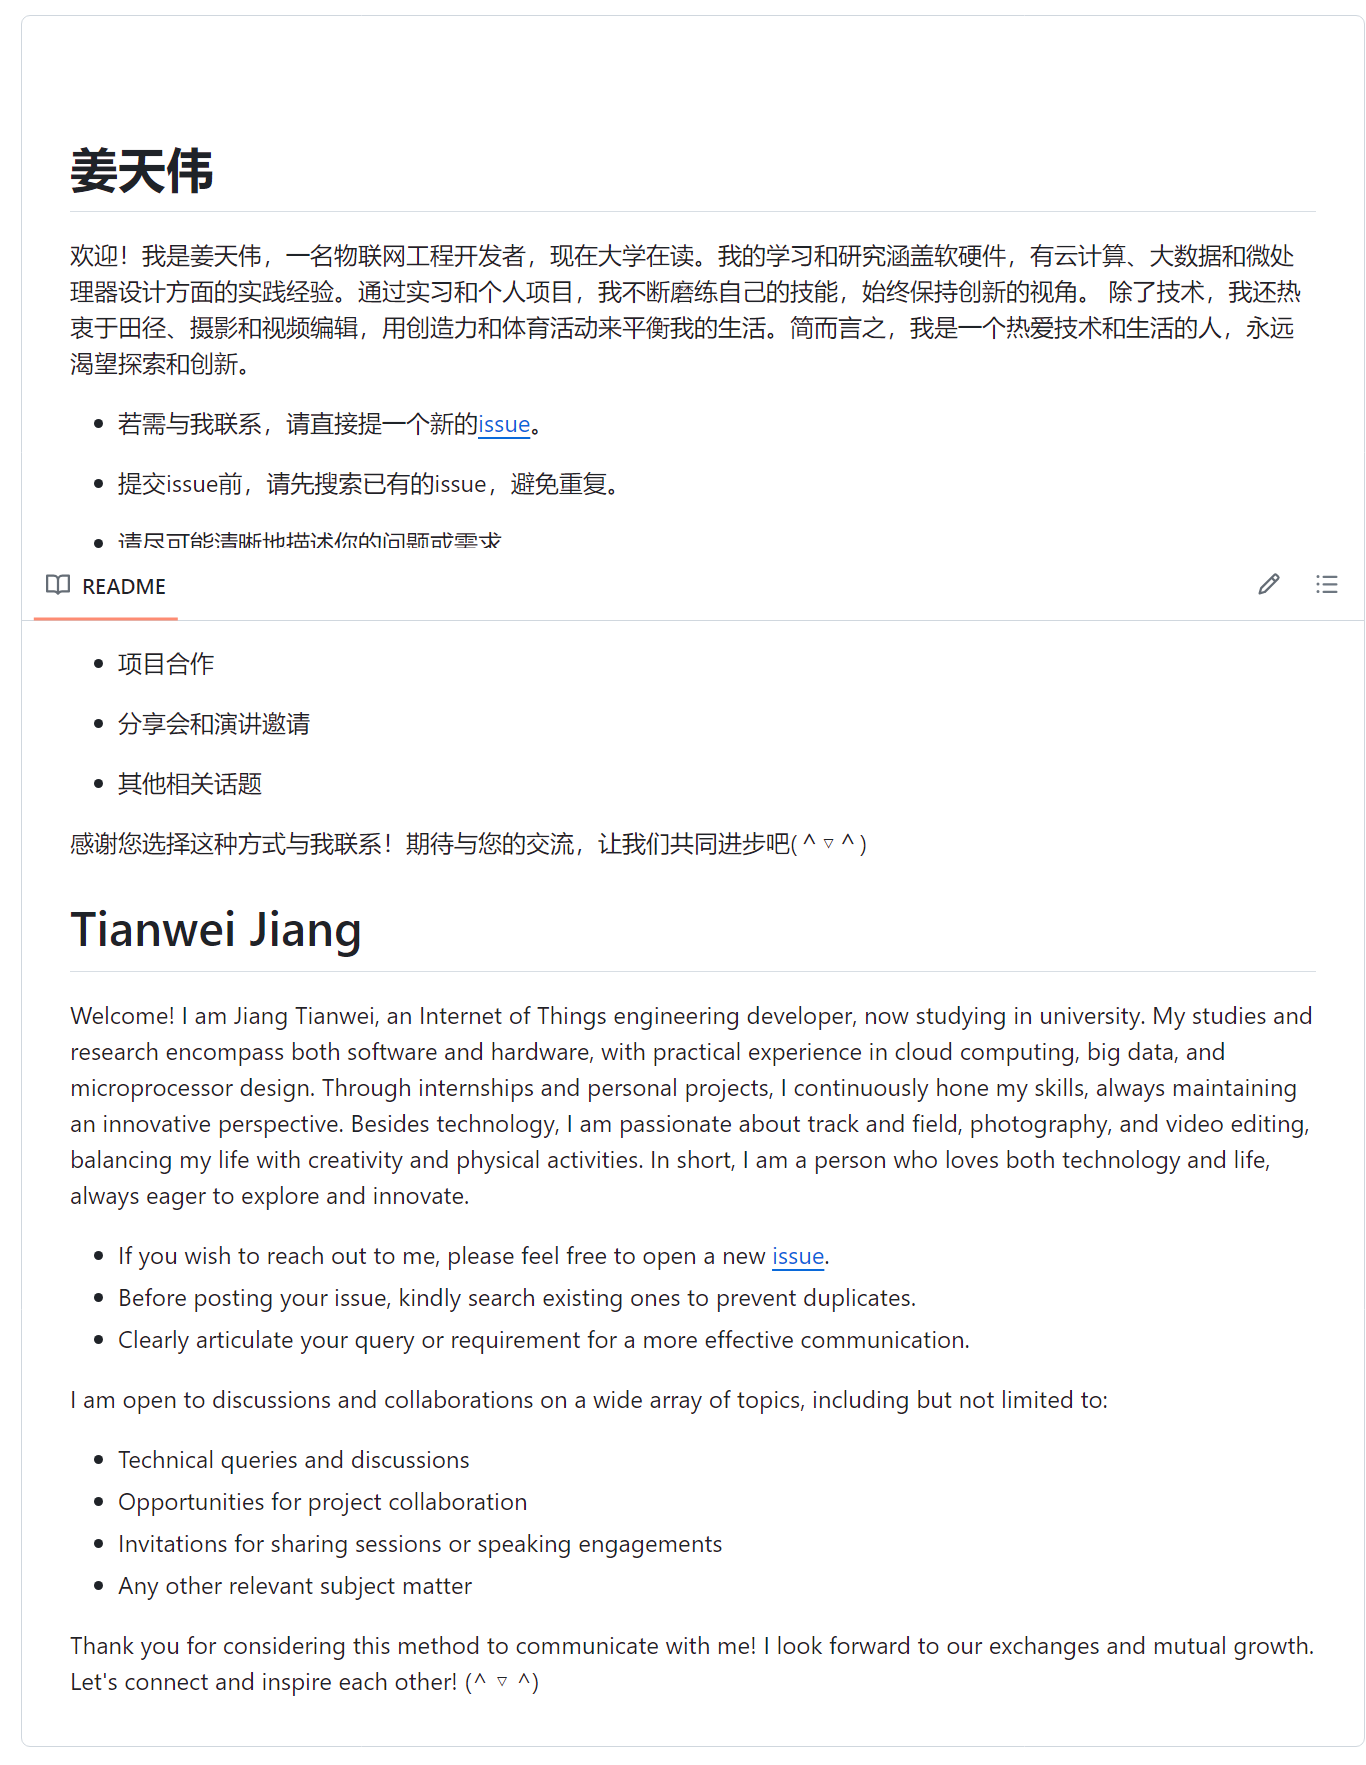 姜天伟
欢迎！我是姜天伟，一名物联网工程开发者，现在大学在读。我的学习和研究涵盖软硬件，有云计算、大数据和微处
理器设计方面的实践经验。通过实习和个人项目，我不断磨练自己的技能，始终保持创新的视角。 除了技术，我还热
衷于田径、摄影和视频编辑，用创造力和体育活动来平衡我的生活。简而言之，我是一个热爱技术和生活的人，永远
渴望探索和创新。
若需与我联系，请直接提一个新的issue。
提交issue前，请先搜索已有的issue，避免重复。
请尽可能清晰地描述你的问题或需求
README
项目合作
分享会和演讲邀请
其他相关话题
感谢您选择这种方式与我联系！期待与您的交流，让我们共同进步吧(＾▿＾)
Tianwei Jiang
Welcome! I am Jiang Tianwei, an Internet of Things engineering developer, now studying in university. My studies and
research encompass both software and hardware, with practical experience in cloud computing, big data, and
microprocessor design. Through internships and personal projects, I continuously hone my skills, always maintaining
an innovative perspective. Besides technology, I am passionate about track and field, photography, and video editing,
balancing my life with creativity and physical activities. In short, I am a person who loves both technology and life,
always eager to explore and innovate.
If you wish to reach out to me, please feel free to open a new issue.
Before posting your issue, kindly search existing ones to prevent duplicates.
Clearly articulate your query or requirement for a more effective communication.
I am open to discussions and collaborations on a wide array of topics, including but not limited to:
Technical queries and discussions
Opportunities for project collaboration
Invitations for sharing sessions or speaking engagements
Any other relevant subject matter
Thank you for considering this method to communicate with me! I look forward to our exchanges and mutual growth.
Let's connect and inspire each other! (^ ▿ ^)